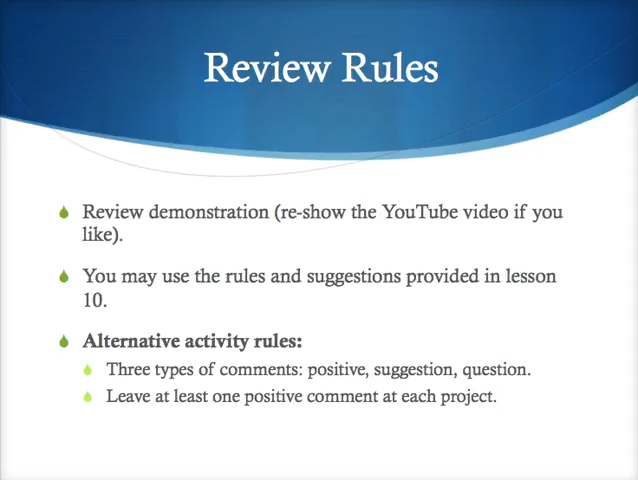 Review Rules
Review demonstration (re-show the YouTube video if you
like).
You may use the rules and suggestions provided in lesson
10.
Alternative activity rules:
Three types of comments: positive, suggestion, question.
Leave at least one positive comment at each project.